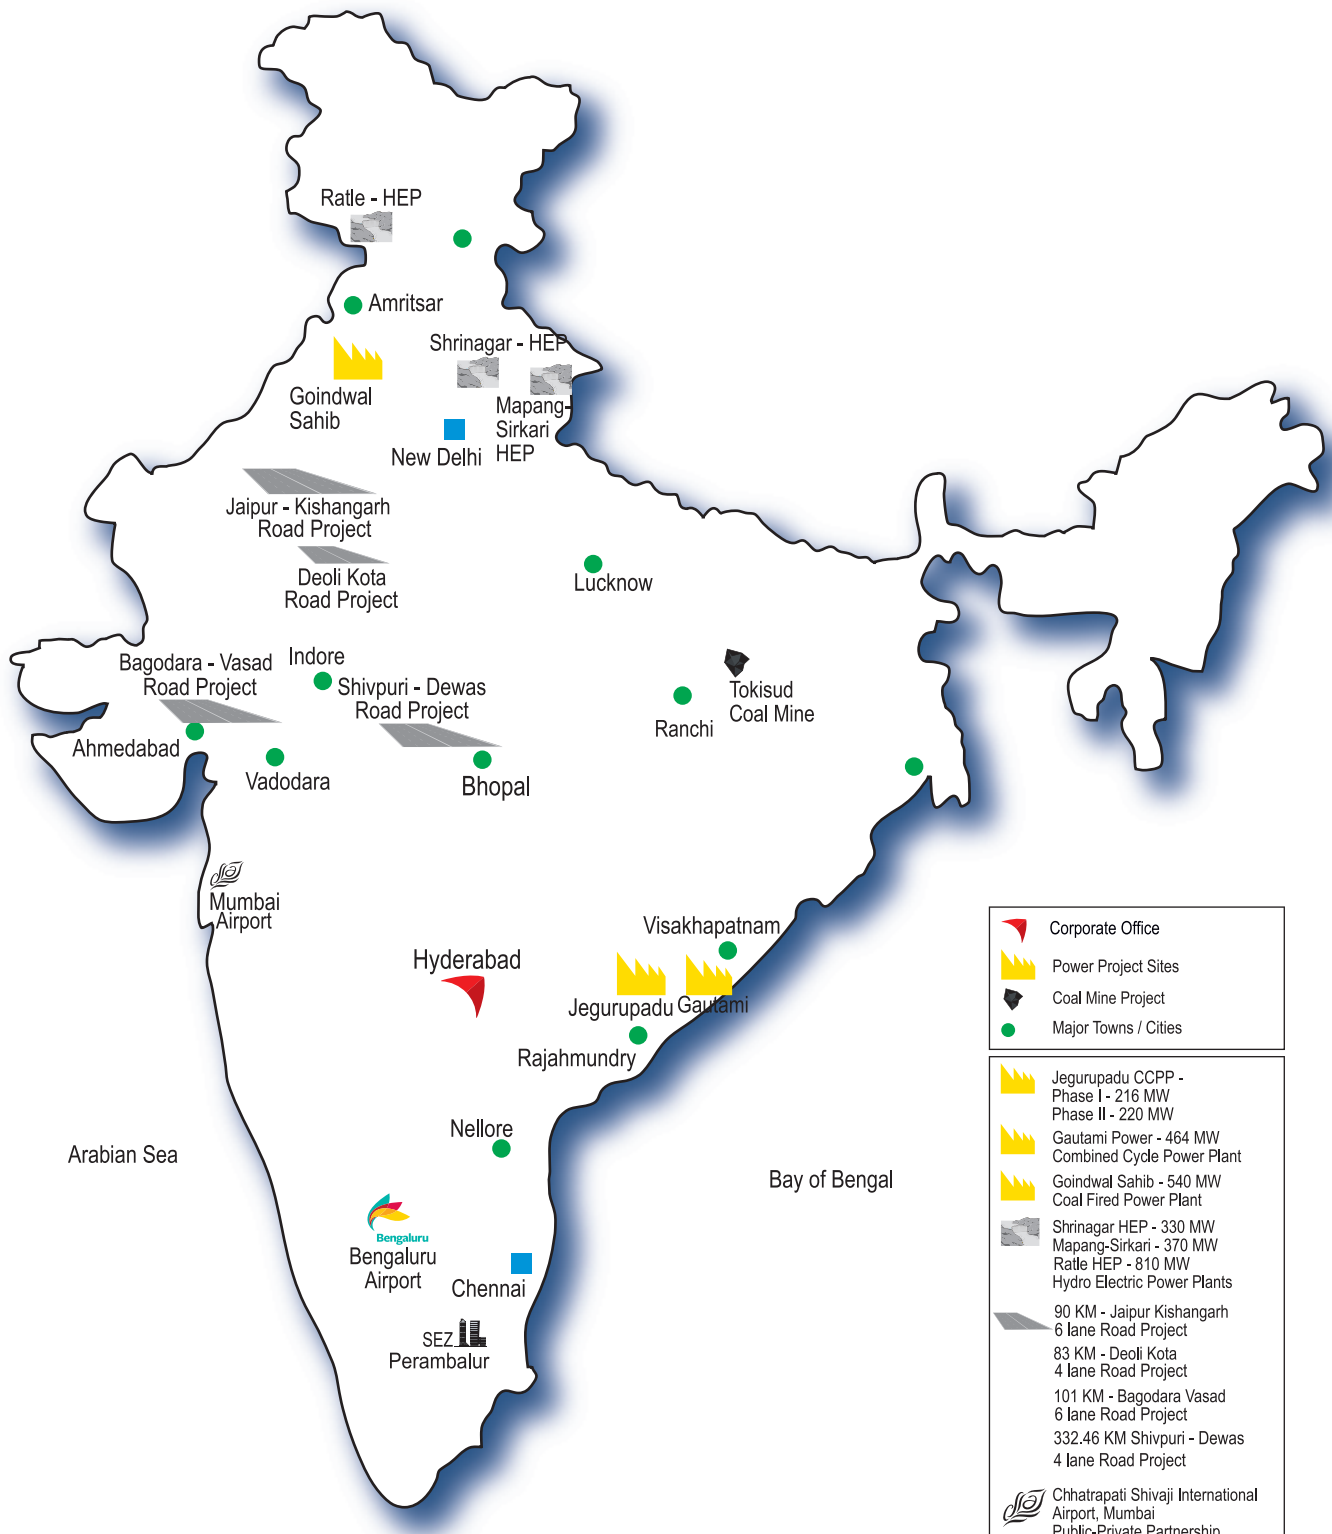 Ratle - HEP
Amritsar
Shrinagar - HEP
Goindwal
Sahib
Mapang-
Sirkari
HEP
New Delhi
Jaipur - Kishangarh
Road Project
Deoli Kota
Road Project
Lucknow
Bagodara - Vasad
Road Project
Indore
Shivpuri - Dewas
Road Project
Tokisud
Coal Mine
Ranchi
Ahmedabad
Vadodara
Bhopal
Mumbai
Airport
Visakhapatnam
Hyderabad
Jegurupadu
Gautami
Rajahmundry
Nellore
Arabian Sea
Bay of Bengal
Bengaluru
Bengaluru
Airport
Chennai
SEZ
Perambalur
Corporate Office
Power Project Sites
Coal Mine Project
Major Towns / Cities
Jegurupadu CCPP -
Phase I - 216 MW
Phase II - 220 MW
Gautami Power - 464 MW
Combined Cycle Power Plant
Goindwal Sahib - 540 MW
Coal Fired Power Plant
Shrinagar HEP - 330 MW
Mapang-Sirkari - 370 MW
Ratle HEP - 810 MW
Hydro Electric Power Plants
90 KM - Jaipur Kishangarh
6 lane Road Project
83 KM - Deoli Kota
4 lane Road Project
101 KM - Bagodara Vasad
6 lane Road Project
332.46 KM Shivpuri - Dewas
4 lane Road Project
Chhatrapati Shivaji International
Airport, Mumbai
Public-Private Partnership